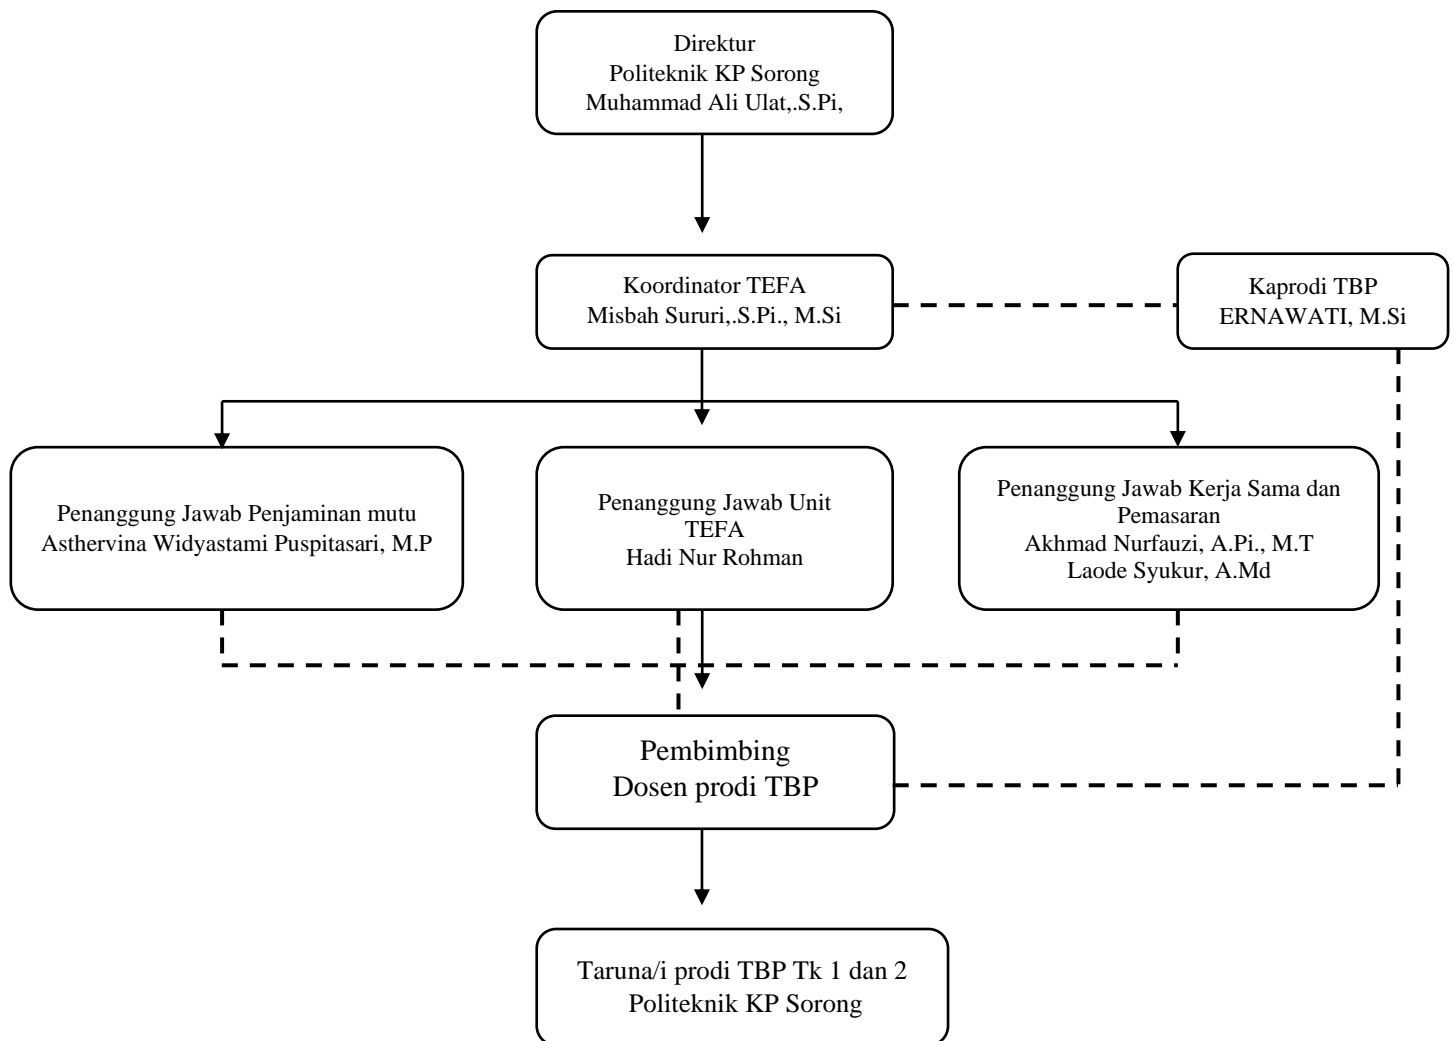 Direktur
Politeknik KP Sorong
Muhammad Ali Ulat,.S.Pi,
Koordinator TEFA
Misbah Sururi,.S.Pi., M.Si
Kaprodi TBP
ERNAWATI, M.Si
Penanggung Jawab Penjaminan mutu
Asthervina Widyastami Puspitasari, M.P
Penanggung Jawab Unit
TEFA
Hadi Nur Rohman
Penanggung Jawab Kerja Sama dan
Pemasaran
Akhmad Nurfauzi, A.Pi., M.T
Laode Syukur, A.Md
Pembimbing
Dosen prodi TBP
Taruna/i prodi TBP Tk 1 dan 2
Politeknik KP Sorong